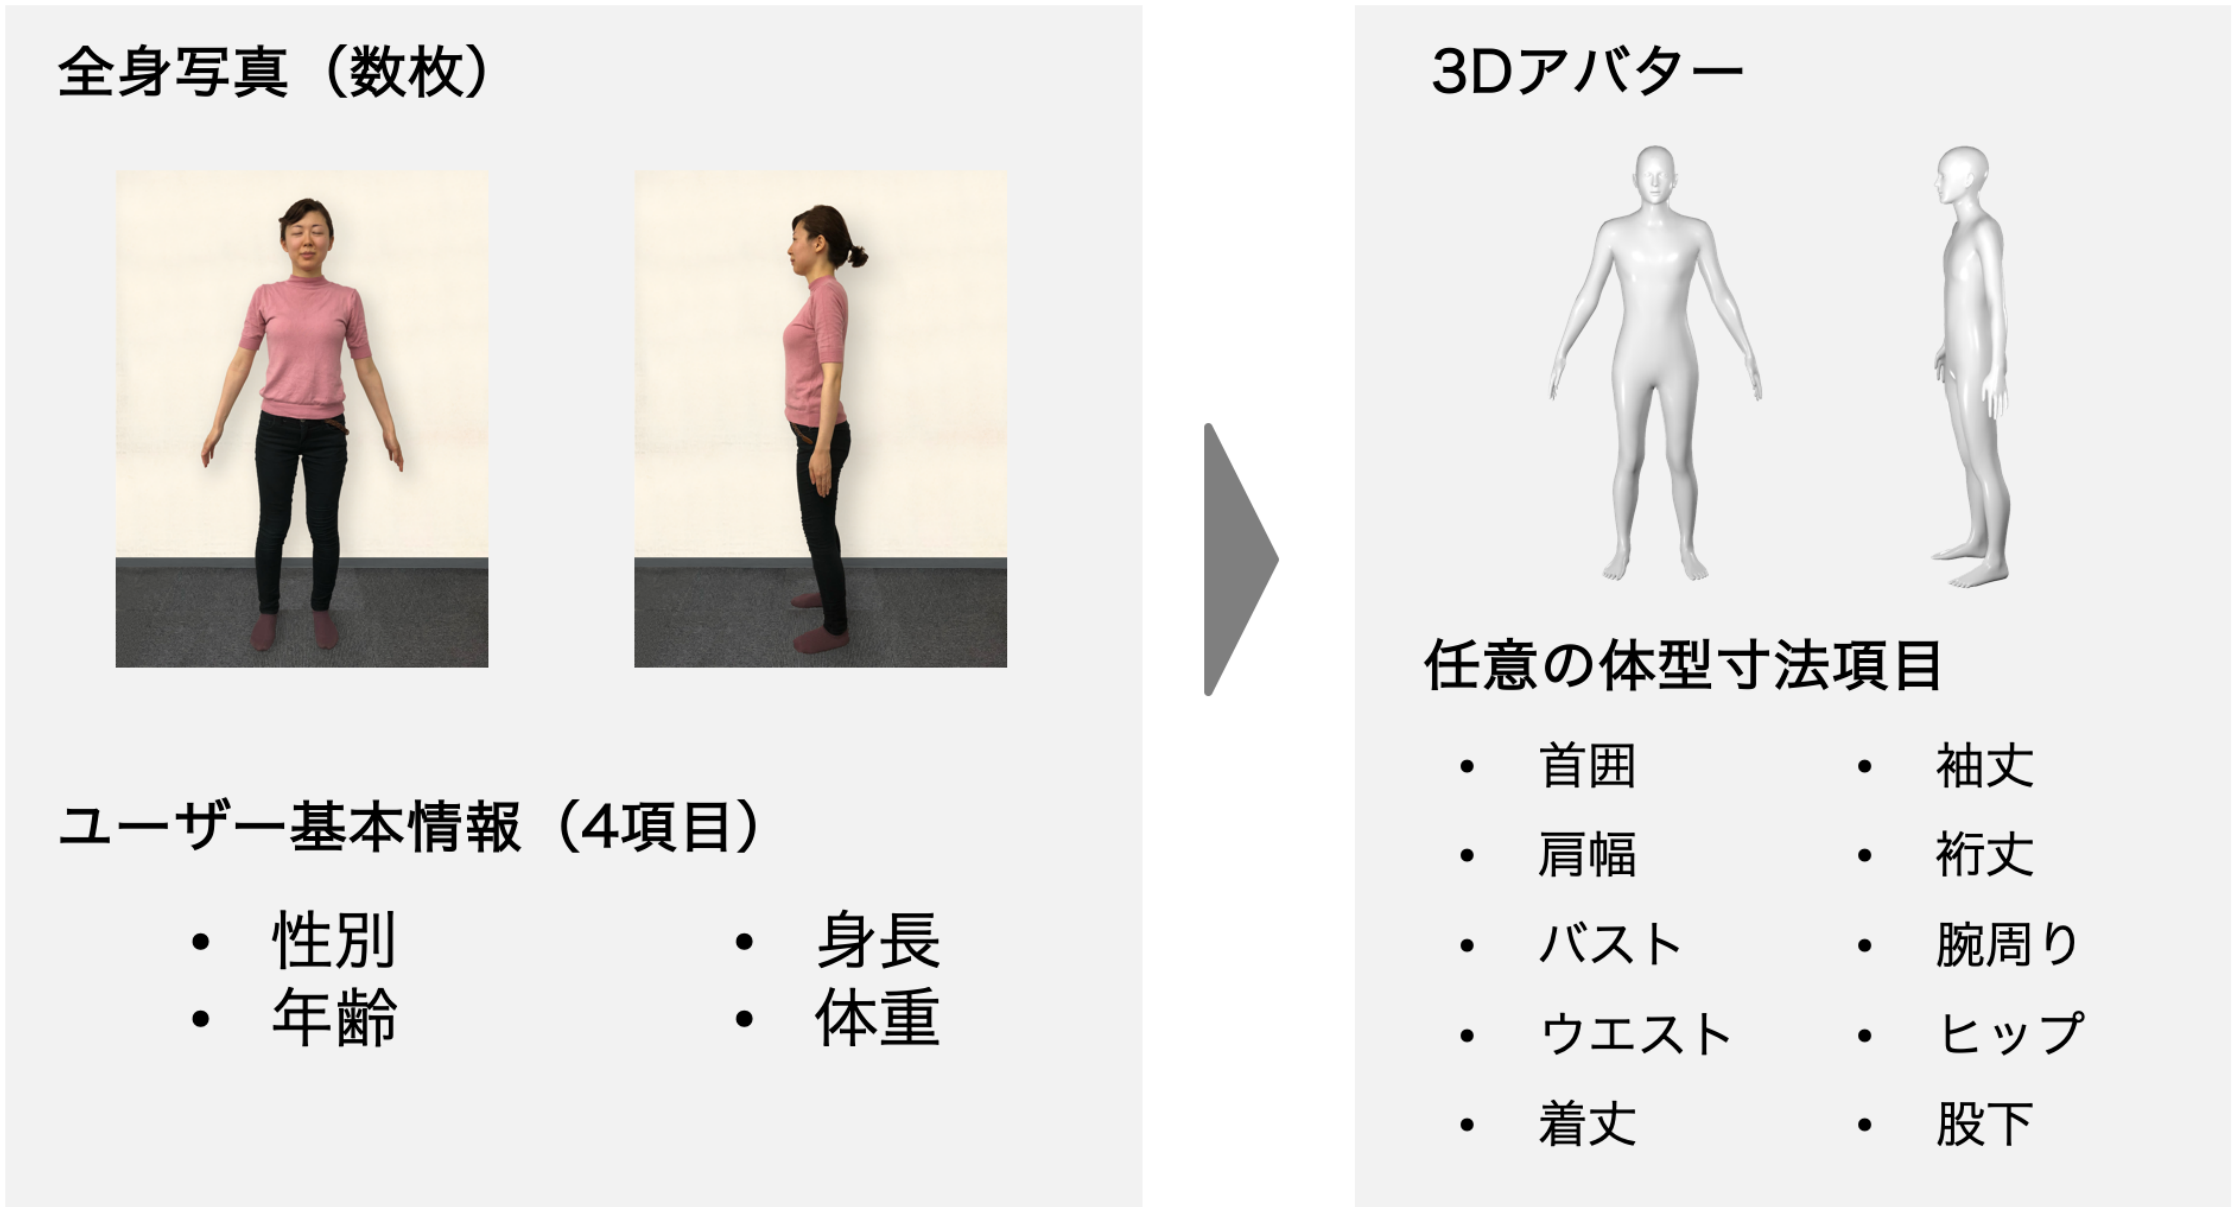 全身写真（数枚）
ユーザー基本情報（4項目）
• 性別
• 年齢
• 身長
• 体重
3Dアバター
任意の体型寸法項目
• 首囲
• 肩幅
• バスト
• ウエスト
• 着丈
• 袖丈
• 裄丈
• 腕周り
• ヒップ
• 股下